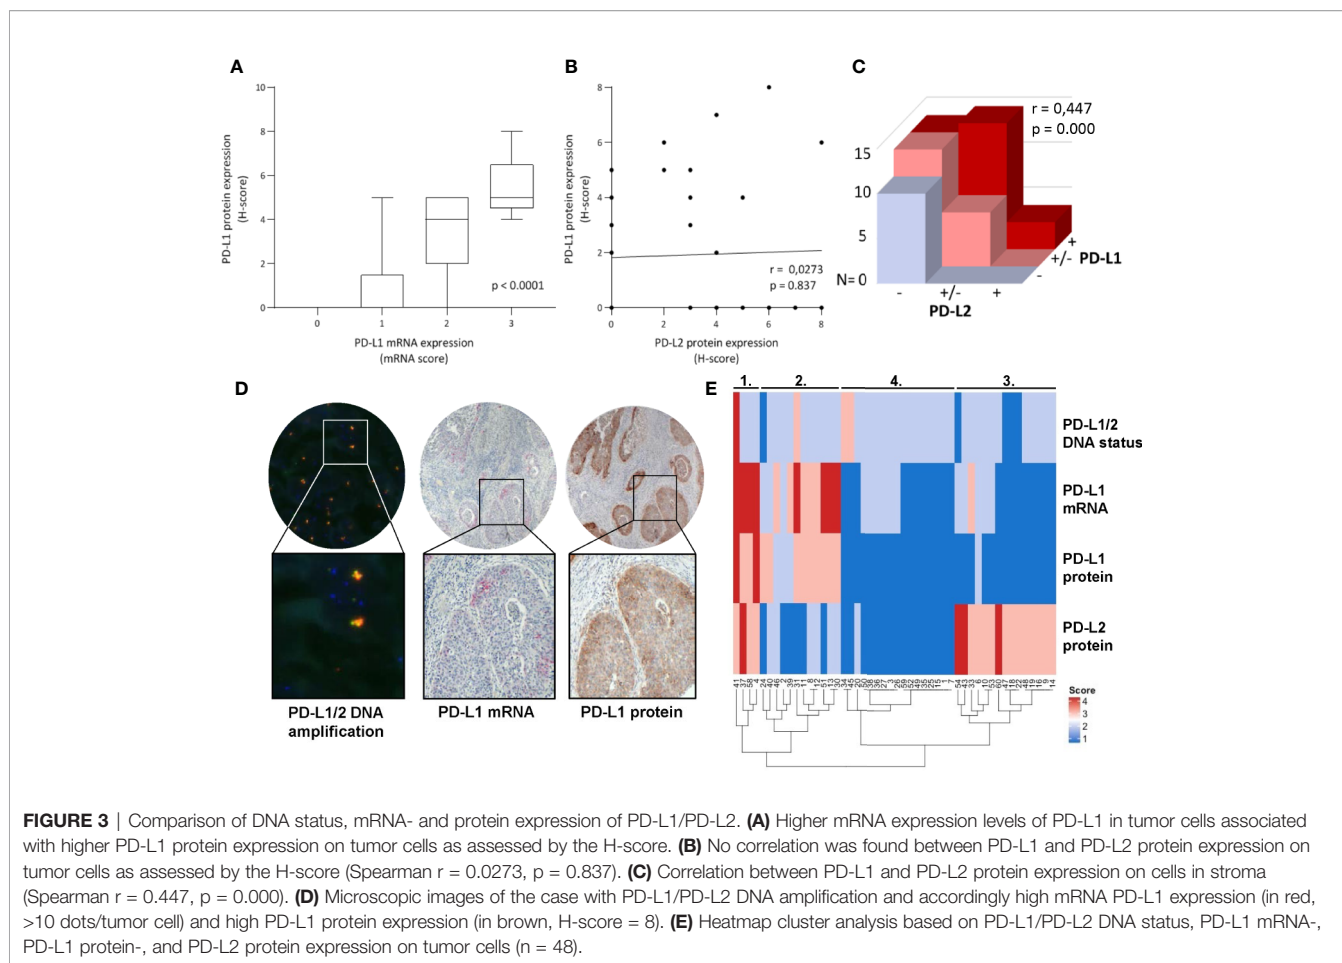 A
PD-L1 protein expression
(H-score)
10
8
6
4
2
0
p < 0.0001
0 1 2 3
PD-L1 mRNA expression
(mRNA score)
B
PD-L1 protein expression
(H-score)
8
6
4
2
0
r = 0,0273
p = 0.837
0 2 4 6 8
PD-L2 protein expression
(H-score)
C
r = 0,447
p = 0.000
15
10
5
N= 0
- +/- +
PD-L2
+
+/-
-
PD-L1
D
PD-L1/2 DNA
amplification
PD-L1 mRNA
PD-L1 protein
E
1. 2. 4. 3.
PD-L1/2
DNA status
PD-L1
mRNA
PD-L1
protein
PD-L2
protein
Score
4
3
2
1
FIGURE 3 | Comparison of DNA status, mRNA- and protein expression of PD-L1/PD-L2. (A) Higher mRNA expression levels of PD-L1 in tumor cells associated
with higher PD-L1 protein expression on tumor cells as assessed by the H-score. (B) No correlation was found between PD-L1 and PD-L2 protein expression on
tumor cells as assessed by the H-score (Spearman r = 0.0273, p = 0.837). (C) Correlation between PD-L1 and PD-L2 protein expression on cells in stroma
(Spearman r = 0.447, p = 0.000). (D) Microscopic images of the case with PD-L1/PD-L2 DNA amplification and accordingly high mRNA PD-L1 expression (in red,
>10 dots/tumor cell) and high PD-L1 protein expression (in brown, H-score = 8). (E) Heatmap cluster analysis based on PD-L1/PD-L2 DNA status, PD-L1 mRNA-,
PD-L1 protein-, and PD-L2 protein expression on tumor cells (n = 48).